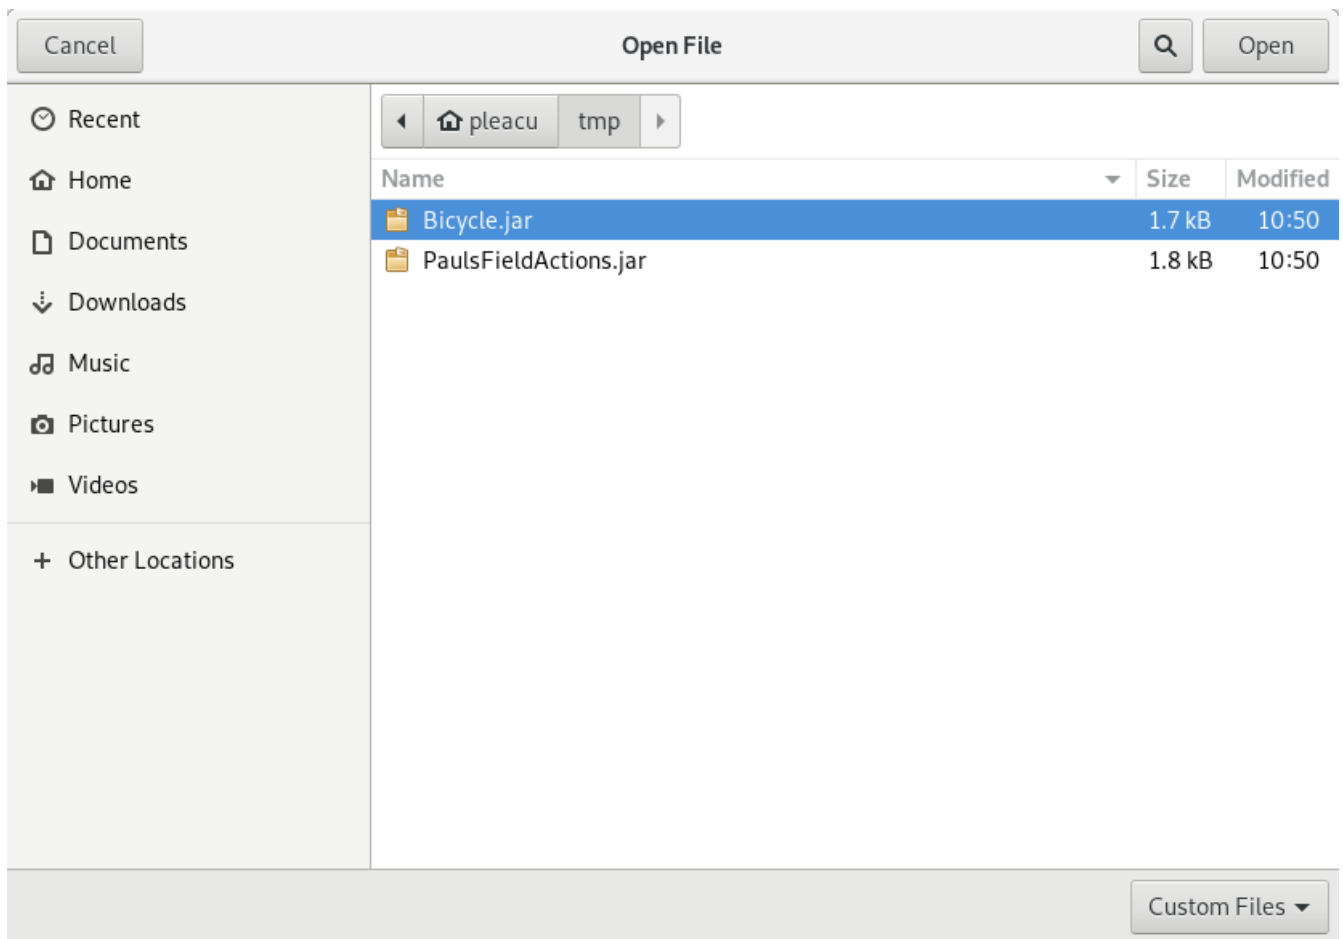 Cancel Open File Open
Recent
pleacu tmp
Home
Name Size Modified
Bicycle.jar 1.7 kB 10:50
Documents
PaulsFieldActions.jar 1.8 kB 10:50
Downloads
Music
Pictures
Videos
Other Locations
Custom Files